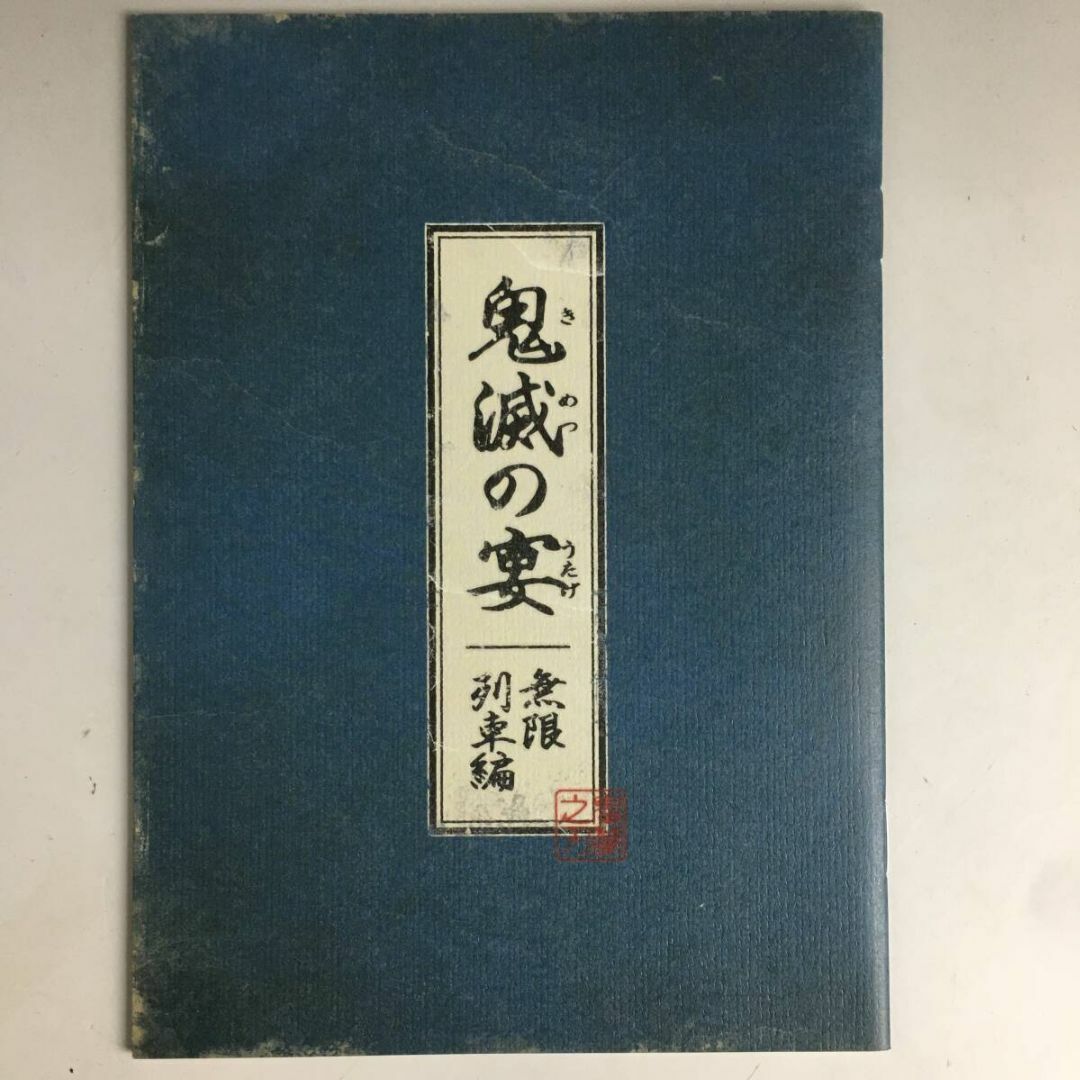 鬼滅の宴
きめつ
うたげ
無限
列車編